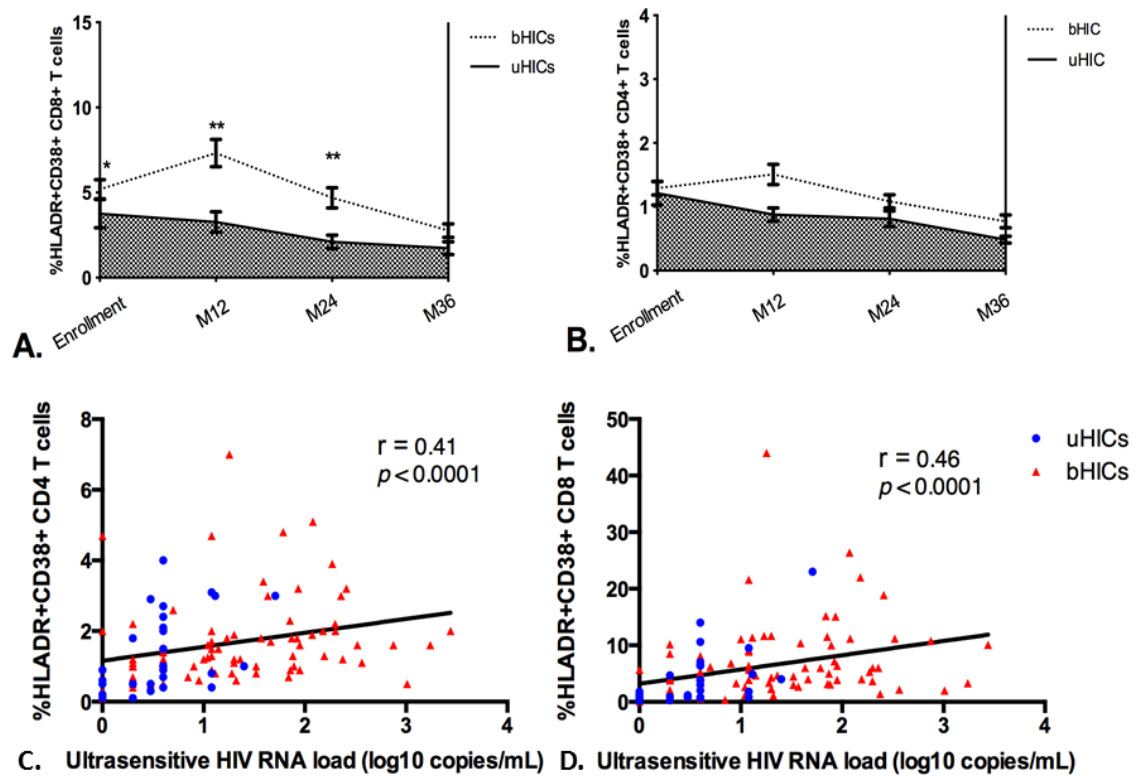 %HLADR+CD38+ CD8+ T cells
15
10
5
0
bHICs
uHICs
*
**
**
Enrollment
M12
M24
M36
A.
%HLADR+CD38+ CD4+ T cells
4
3
2
1
0
bHIC
uHIC
Enrollment
M12
M24
M36
B.
%HLADR+CD38+ CD4 T cells
8
6
4
2
0
r = 0.41
p<0.0001
0
1
2
3
4
C.
Ultrasensitive HIV RNA load (log10 copies/mL)
%HLADR+CD38+ CD8 T cells
50
40
30
20
10
0
r = 0.46
p<0.0001
uHICs
bHICs
0
1
2
3
4
D.
Ultrasensitive HIV RNA load (log10 copies/mL)